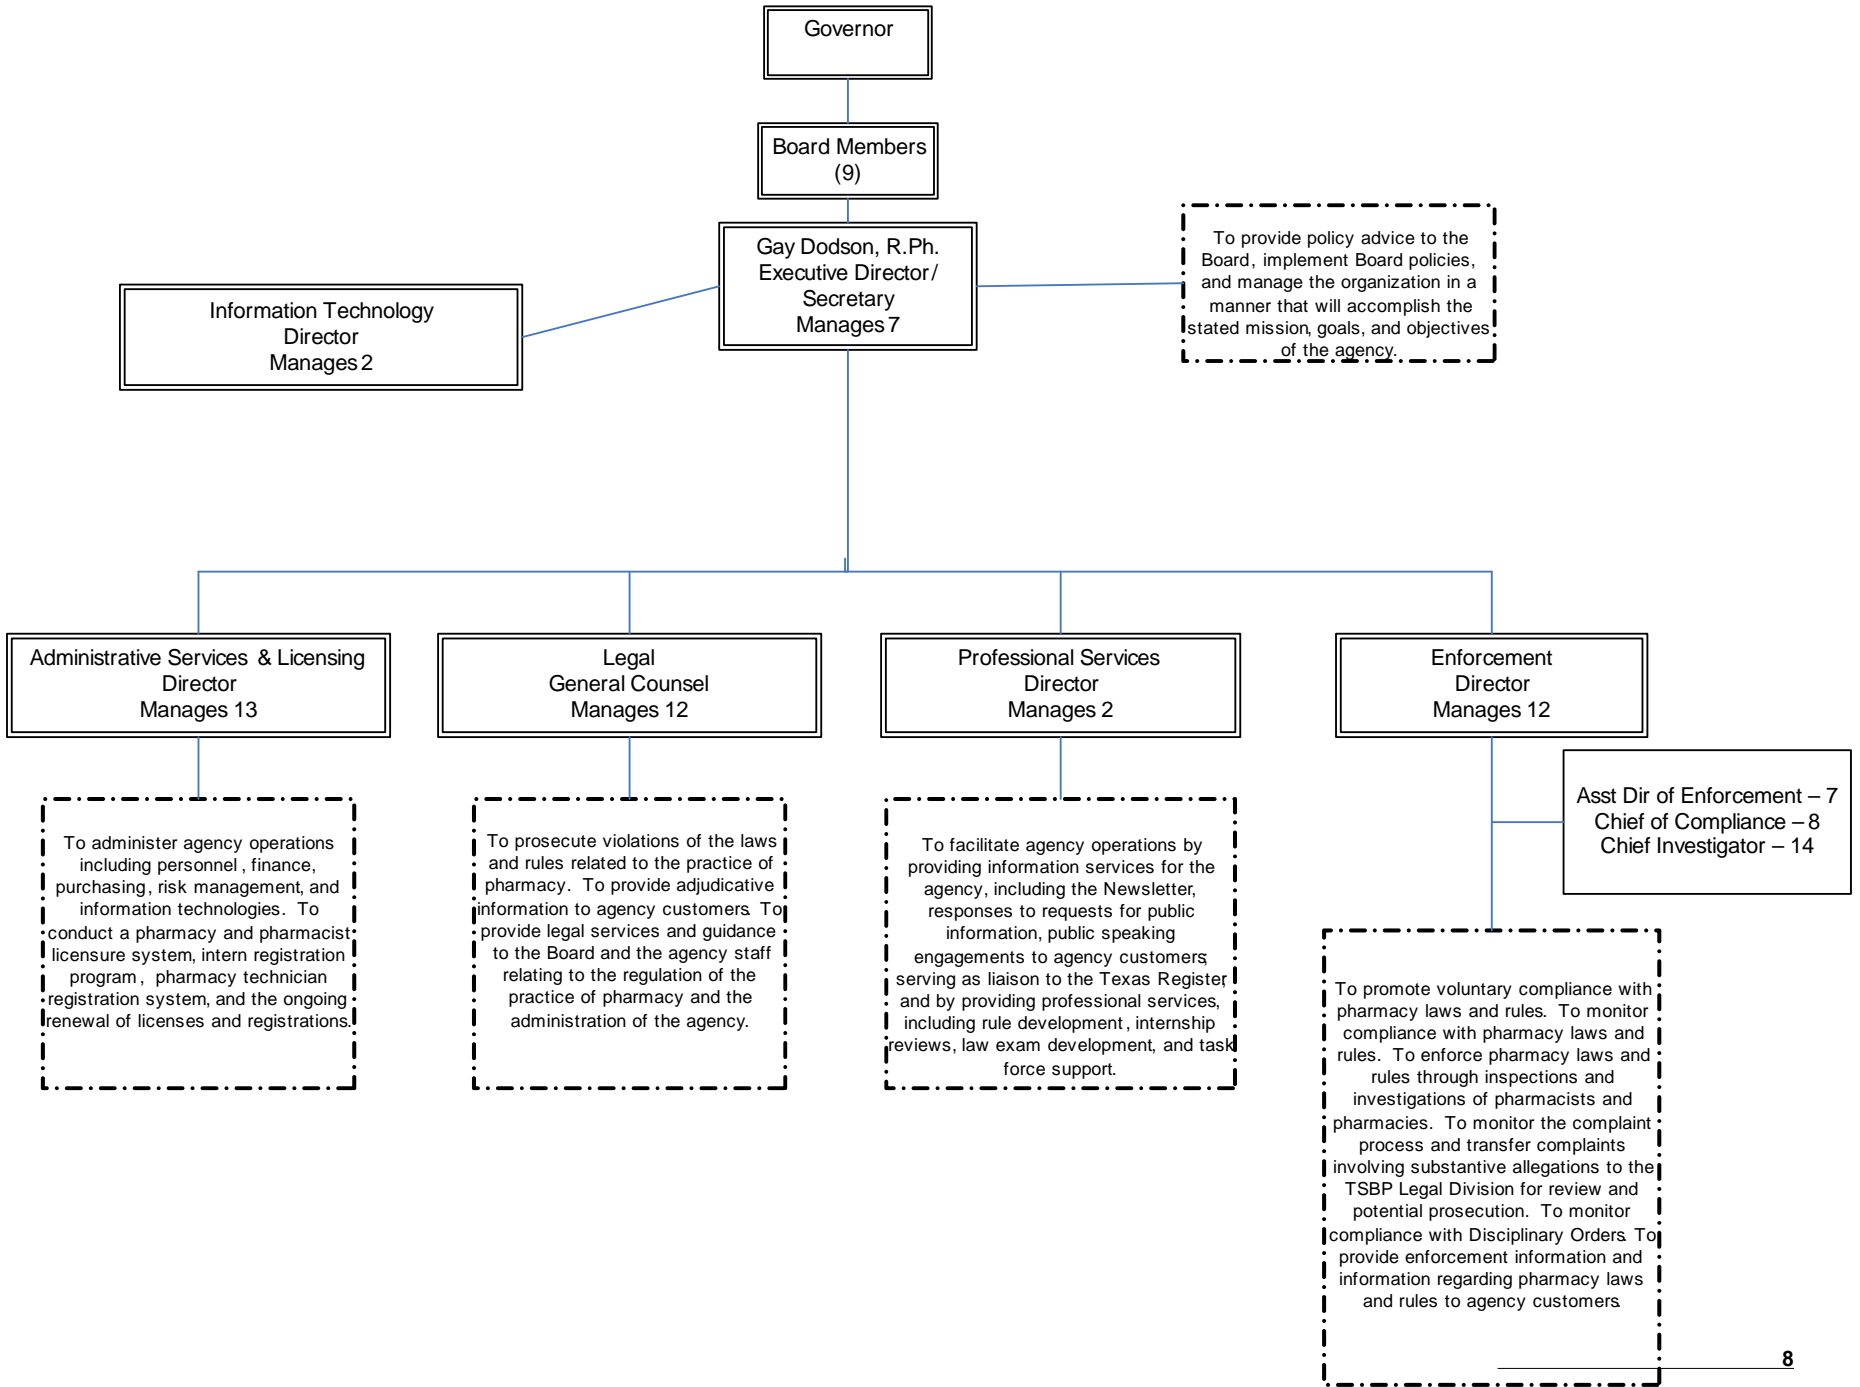 Governor
Board Members
(9)
Gay Dodson, R.Ph.
Executive Director/
Secretary
Manages 7
To provide policy advice to the
Board, implement Board policies,
and manage the organization in a
manner that will accomplish the
stated mission, goals, and objectives
of the agency.
Information Technology
Director
Manages 2
Administrative Services & Licensing
Director
Manages 13
Legal
General Counsel
Manages 12
Professional Services
Director
Manages 2
Enforcement
Director
Manages 12
Asst Dir of Enforcement – 7
Chief of Compliance – 8
Chief Investigator – 14
To administer agency operations
including personnel, finance,
purchasing, risk management, and
information technologies. To
conduct a pharmacy and pharmacist
licensure system, intern registration
program, pharmacy technician
registration system, and the ongoing
renewal of licenses and registrations.
To prosecute violations of the laws
and rules related to the practice of
pharmacy. To provide adjudicative
information to agency customers. To
provide legal services and guidance
to the Board and the agency staff
relating to the regulation of the
practice of pharmacy and the
administration of the agency.
To facilitate agency operations by
providing information services for the
agency, including the Newsletter,
responses to requests for public
information, public speaking
engagements to agency customers,
serving as liaison to the Texas Register,
and by providing professional services,
including rule development, internship
reviews, law exam development, and task
force support.
To promote voluntary compliance with
pharmacy laws and rules. To monitor
compliance with pharmacy laws and
rules. To enforce pharmacy laws and
rules through inspections and
investigations of pharmacists and
pharmacies. To monitor the complaint
process and transfer complaints
involving substantive allegations to the
TSBP Legal Division for review and
potential prosecution. To monitor
compliance with Disciplinary Orders. To
provide enforcement information and
information regarding pharmacy laws
and rules to agency customers.
8